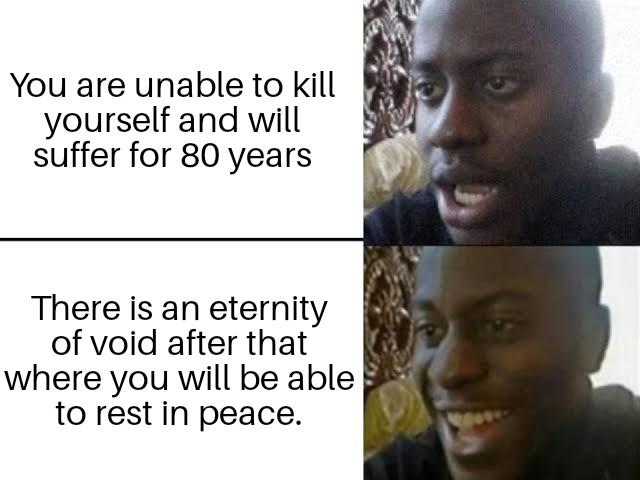 You are unable to kill
yourself and will
suffer for 80 years
There is an eternity
of void after that
where you will be able
to rest in peace.